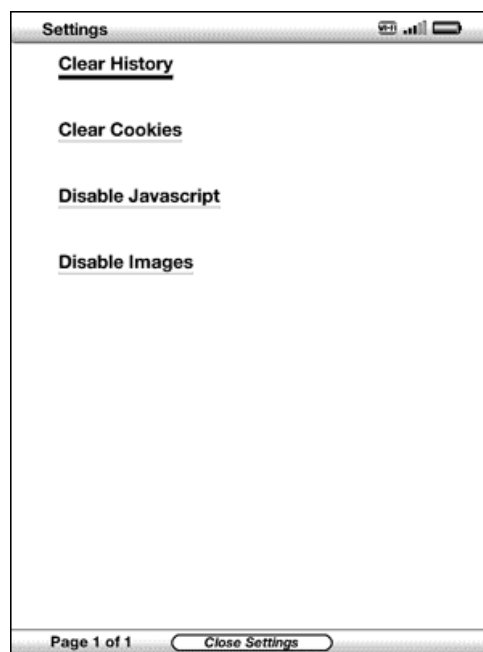 Settings
Clear History
Clear Cookies
Disable Javascript
Disable Images
Page 1 of 1 Close Settings